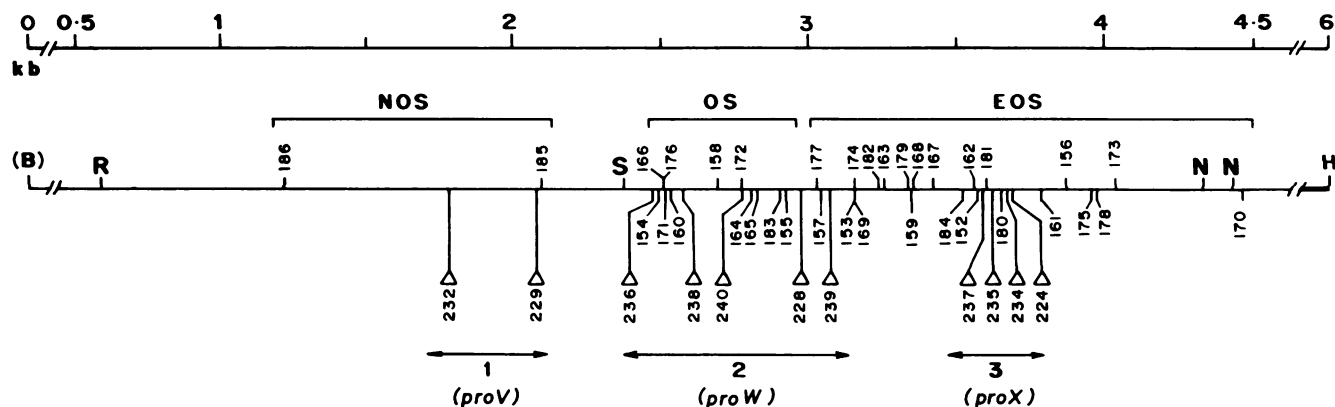 0 0·5 1 2 3 4 4·5 6
kb
NOS OS EOS
(B) R 186 185 S 166 176 158 172 177 174 182 163 179 168 167 162 181 156 173 N N H
154 171 160 164 165 183 155 157 153 169 159 184 152 180 161 175 178 170
232 229 236 238 240 228 239 237 235 234 224
1 2 3
(proV) (proW) (proX)